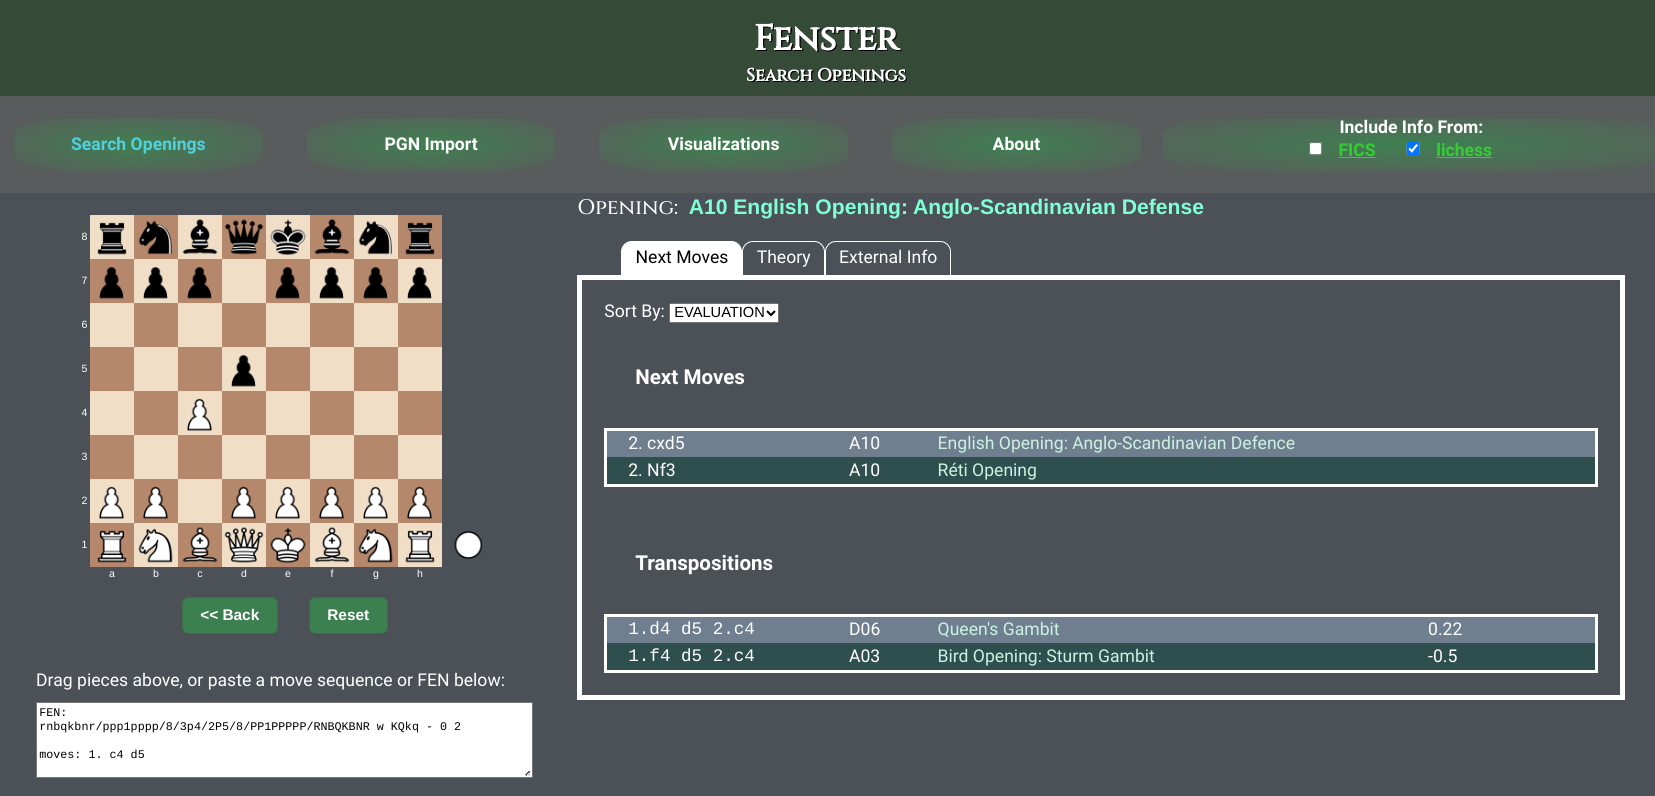 Fenster
Search Openings
Search Openings
PGN Import
Visualizations
About
Include Info From:
FICS lichess
Opening: A10 English Opening: Anglo-Scandinavian Defense
Next Moves
Theory
External Info
Sort By: EVALUATION
Next Moves
2. cxd5 A10 English Opening: Anglo-Scandinavian Defence
2. Nf3 A10 Réti Opening
Transpositions
1.d4 d5 2.c4 D06 Queen's Gambit 0.22
1.f4 d5 2.c4 A03 Bird Opening: Sturm Gambit -0.5
8
7
6
5
4
3
2
1
a b c d e f g h
<< Back
Reset
Drag pieces above, or paste a move sequence or FEN below:
FEN:
rnbqkbnr/ppp1pppp/8/3p4/2P5/8/PP1PPPPP/RNBQKBNR w KQkq - 0 2
moves: 1. c4 d5